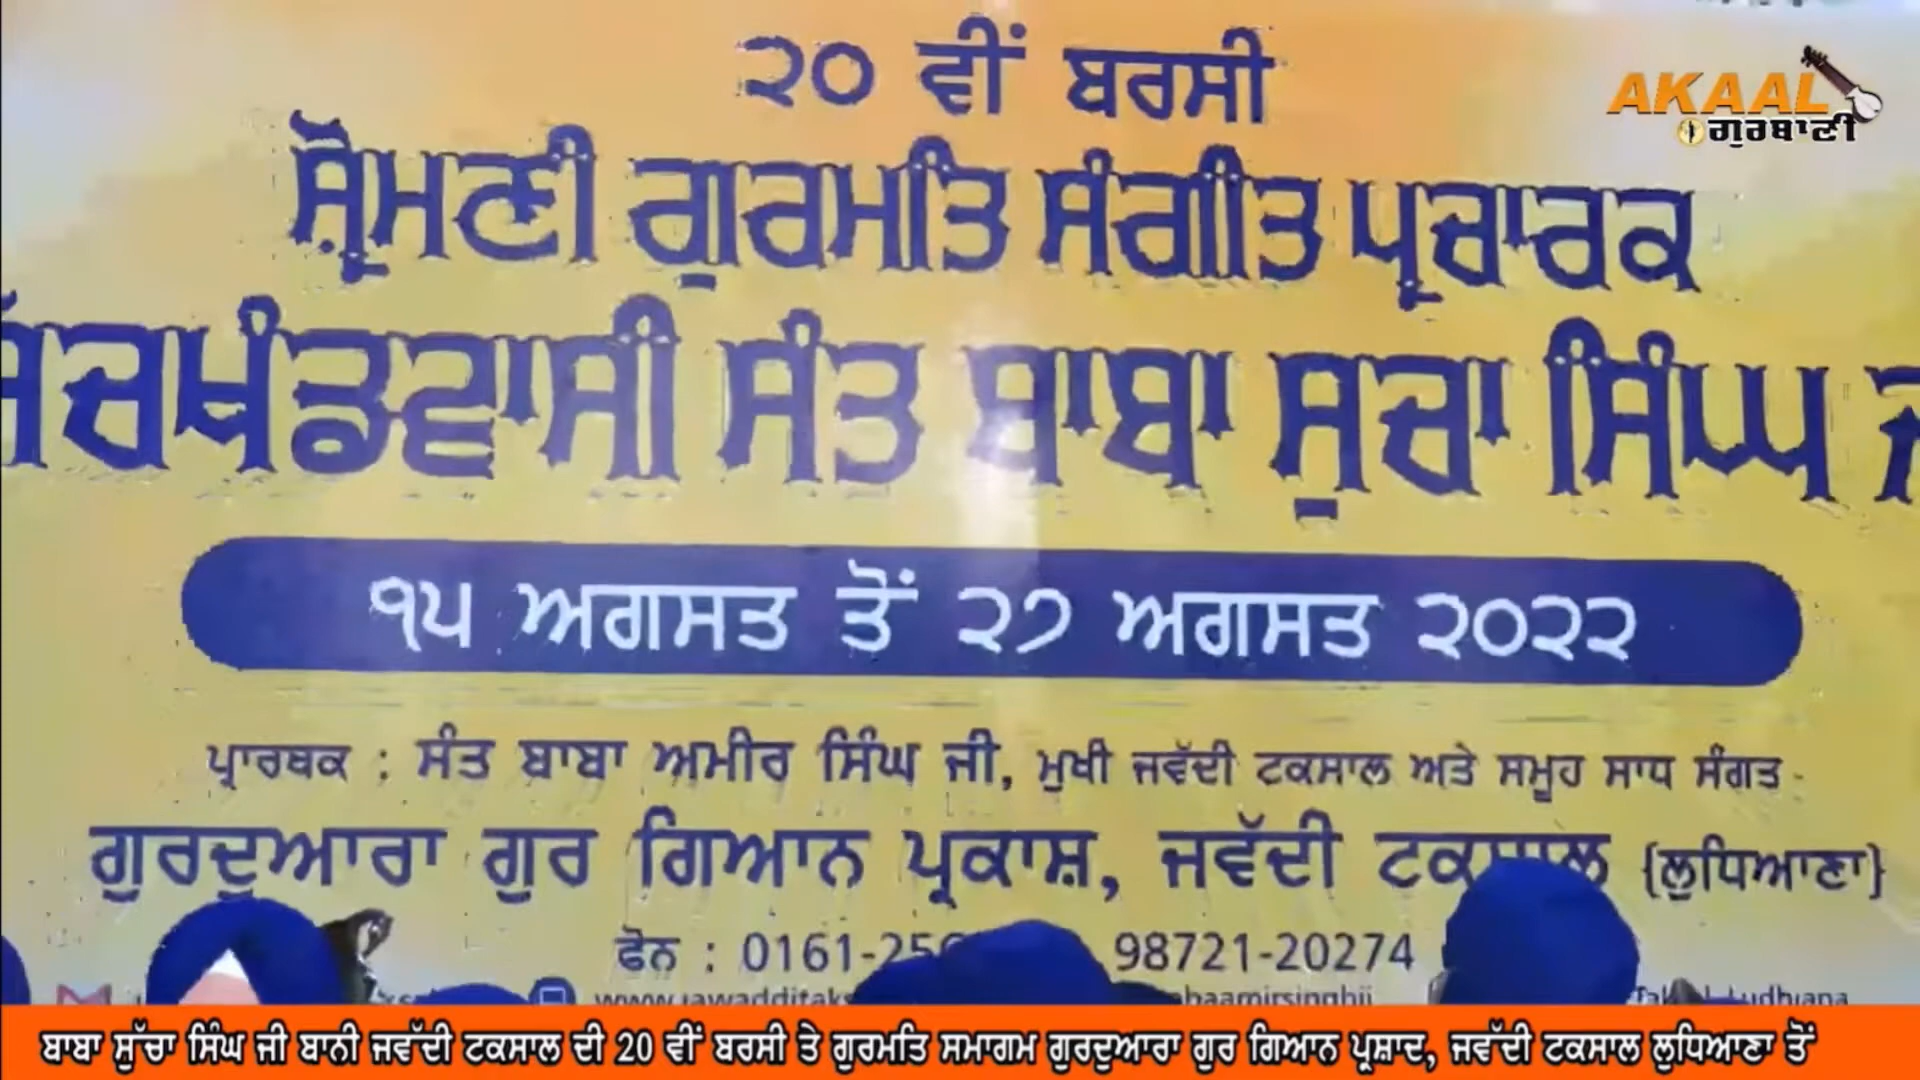 ੨੦ ਵੀਂ ਬਰਸੀ
AKAAL
ਗੁਰਬਾਣੀ
ਸ਼੍ਰੋਮਣੀ ਗੁਰਮਤਿ ਸੰਗੀਤ ਪ੍ਰਚਾਰਕ
ਸੱਚਖੰਡਵਾਸੀ ਸੰਤ ਬਾਬਾ ਸੁਚਾ ਸਿੰਘ
੧੫ ਅਗਸਤ ਤੋਂ ੨੭ ਅਗਸਤ ੨੦੨੨
ਪ੍ਰਾਰਥਕ : ਸੰਤ ਬਾਬਾ ਅਮੀਰ ਸਿੰਘ ਜੀ, ਮੁਖੀ ਜਵੱਦੀ ਟਕਸਾਲ ਅਤੇ ਸਮੂਹ ਸਾਧ ਸੰਗਤ
ਗੁਰਦੁਆਰਾ ਗੁਰ ਗਿਆਨ ਪ੍ਰਕਾਸ਼, ਜਵੱਦੀ ਟਕਸਾਲ {ਲੁਧਿਆਣਾ}
ਫੋਨ : 0161-25 98721-20274
ਬਾਬਾ ਸੁੱਚਾ ਸਿੰਘ ਜੀ ਬਾਨੀ ਜਵੱਦੀ ਟਕਸਾਲ ਦੀ 20 ਵੀਂ ਬਰਸੀ ਤੇ ਗੁਰਮਤਿ ਸਮਾਗਮ ਗੁਰਦੁਆਰਾ ਗੁਰ ਗਿਆਨ ਪ੍ਰਸ਼ਾਦ, ਜਵੱਦੀ ਟਕਸਾਲ ਲੁਧਿਆਣਾ ਤੋਂ